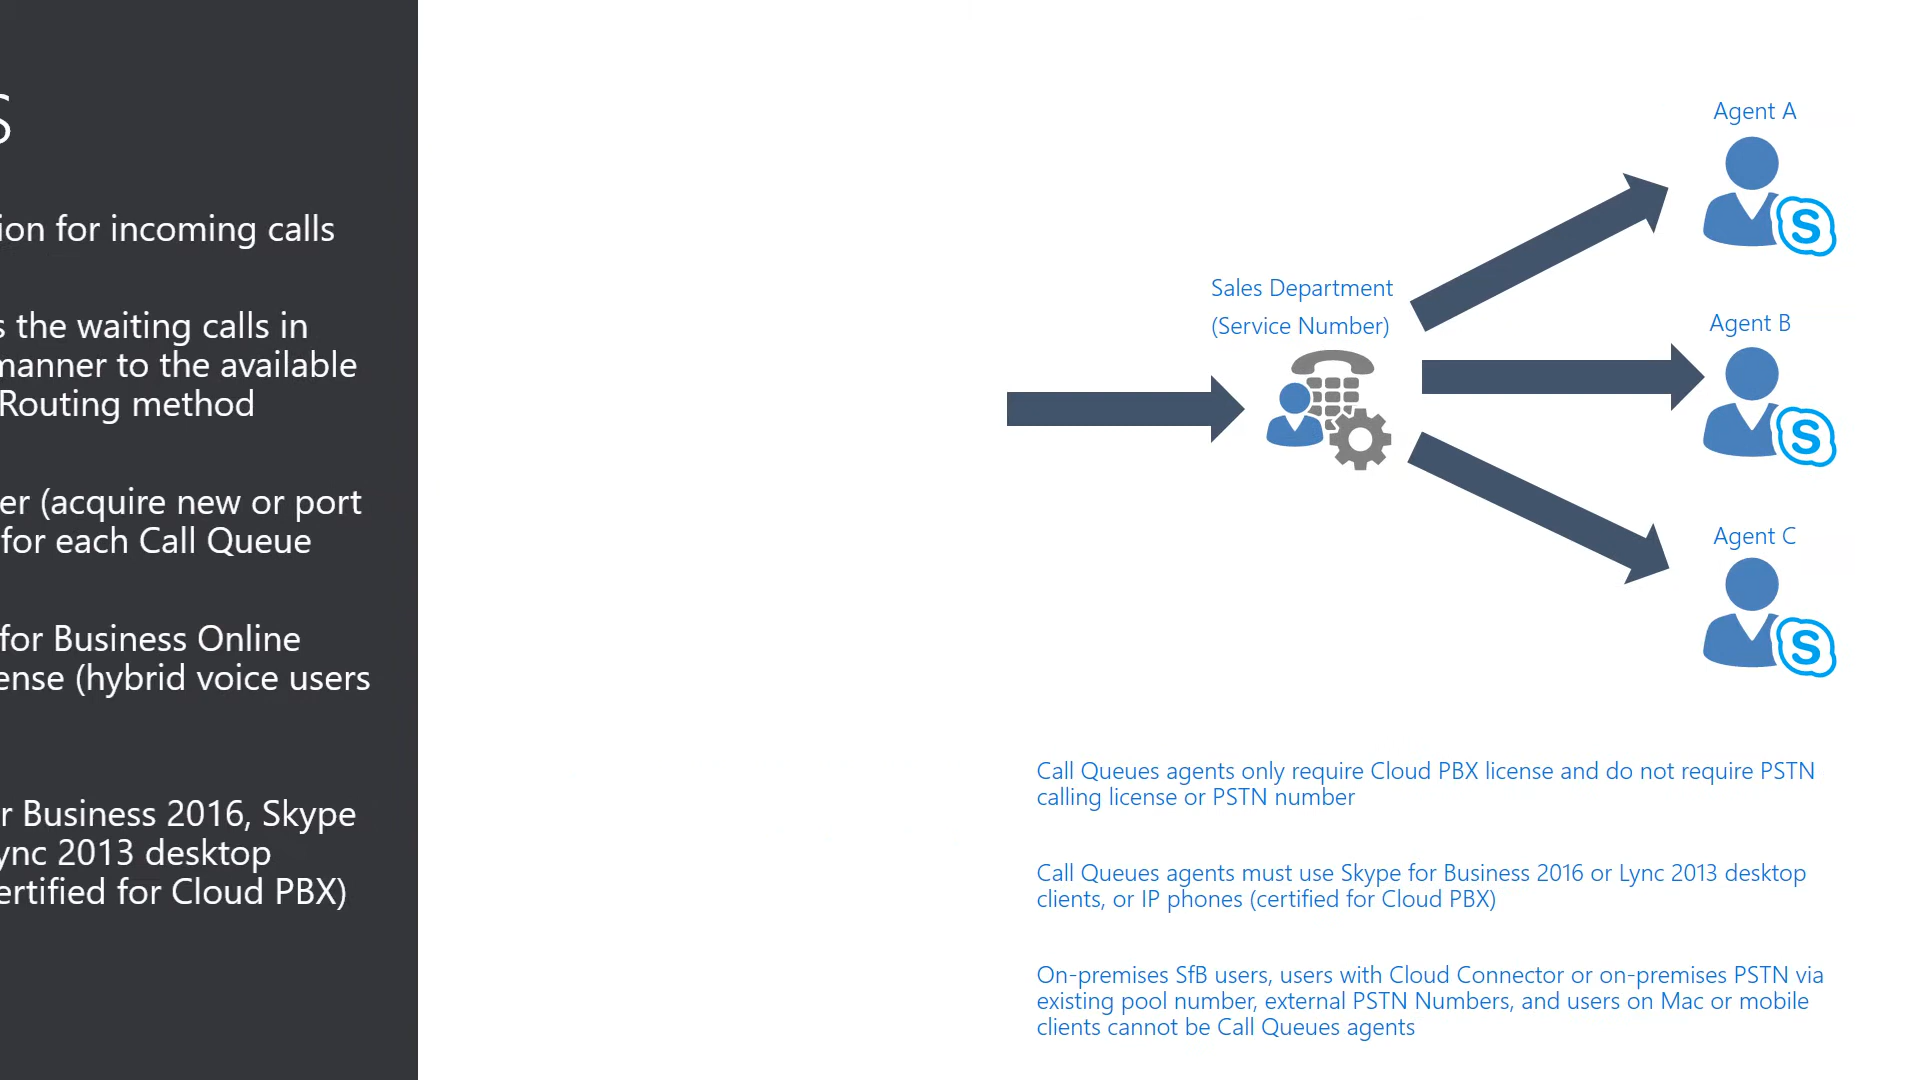 S
ion for incoming calls
s the waiting calls in
manner to the available
Routing method
er (acquire new or port
for each Call Queue
for Business Online
ense (hybrid voice users
r Business 2016, Skype
ync 2013 desktop
ertified for Cloud PBX)
Sales Department
(Service Number)
Agent A
S
Agent B
S
Agent C
S
Call Queues agents only require Cloud PBX license and do not require PSTN
calling license or PSTN number
Call Queues agents must use Skype for Business 2016 or Lync 2013 desktop
clients, or IP phones (certified for Cloud PBX)
On-premises SfB users, users with Cloud Connector or on-premises PSTN via
existing pool number, external PSTN Numbers, and users on Mac or mobile
clients cannot be Call Queues agents